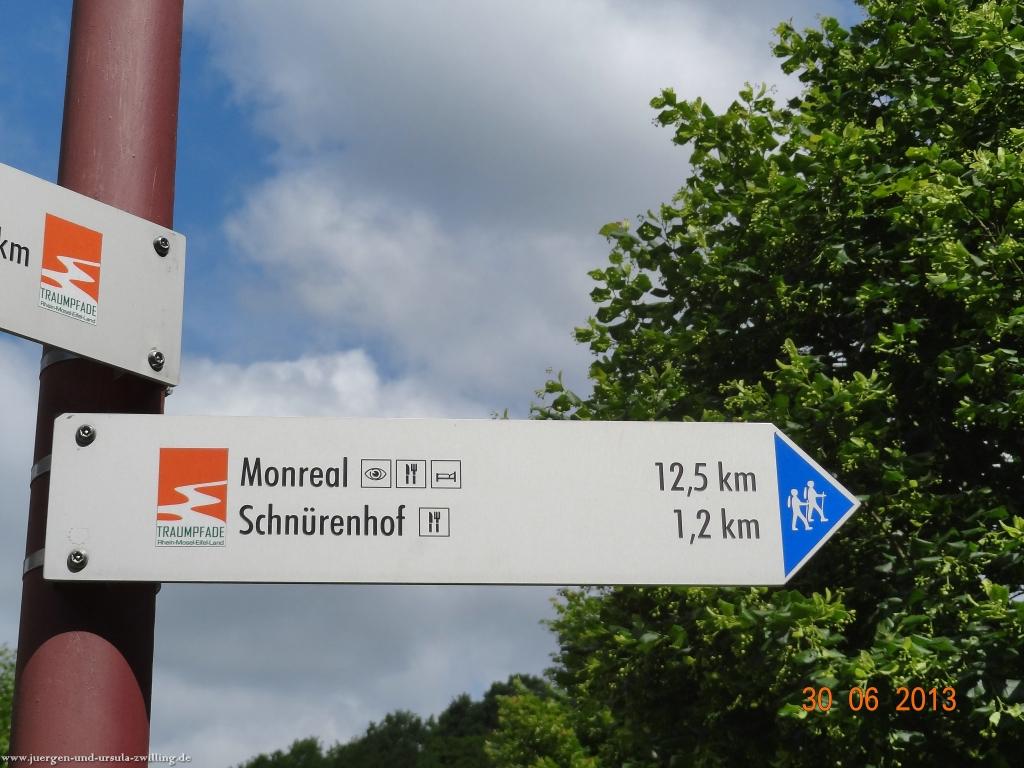 km
TRAUMPFADE
Rhein-Mosel-Eifel-Land
Monreal 12,5 km
Schnürenhof 1,2 km
TRAUMPFADE
Rhein-Mosel-Eifel-Land
30 06 2013
www.juergen-und-ursula-zwilling.de